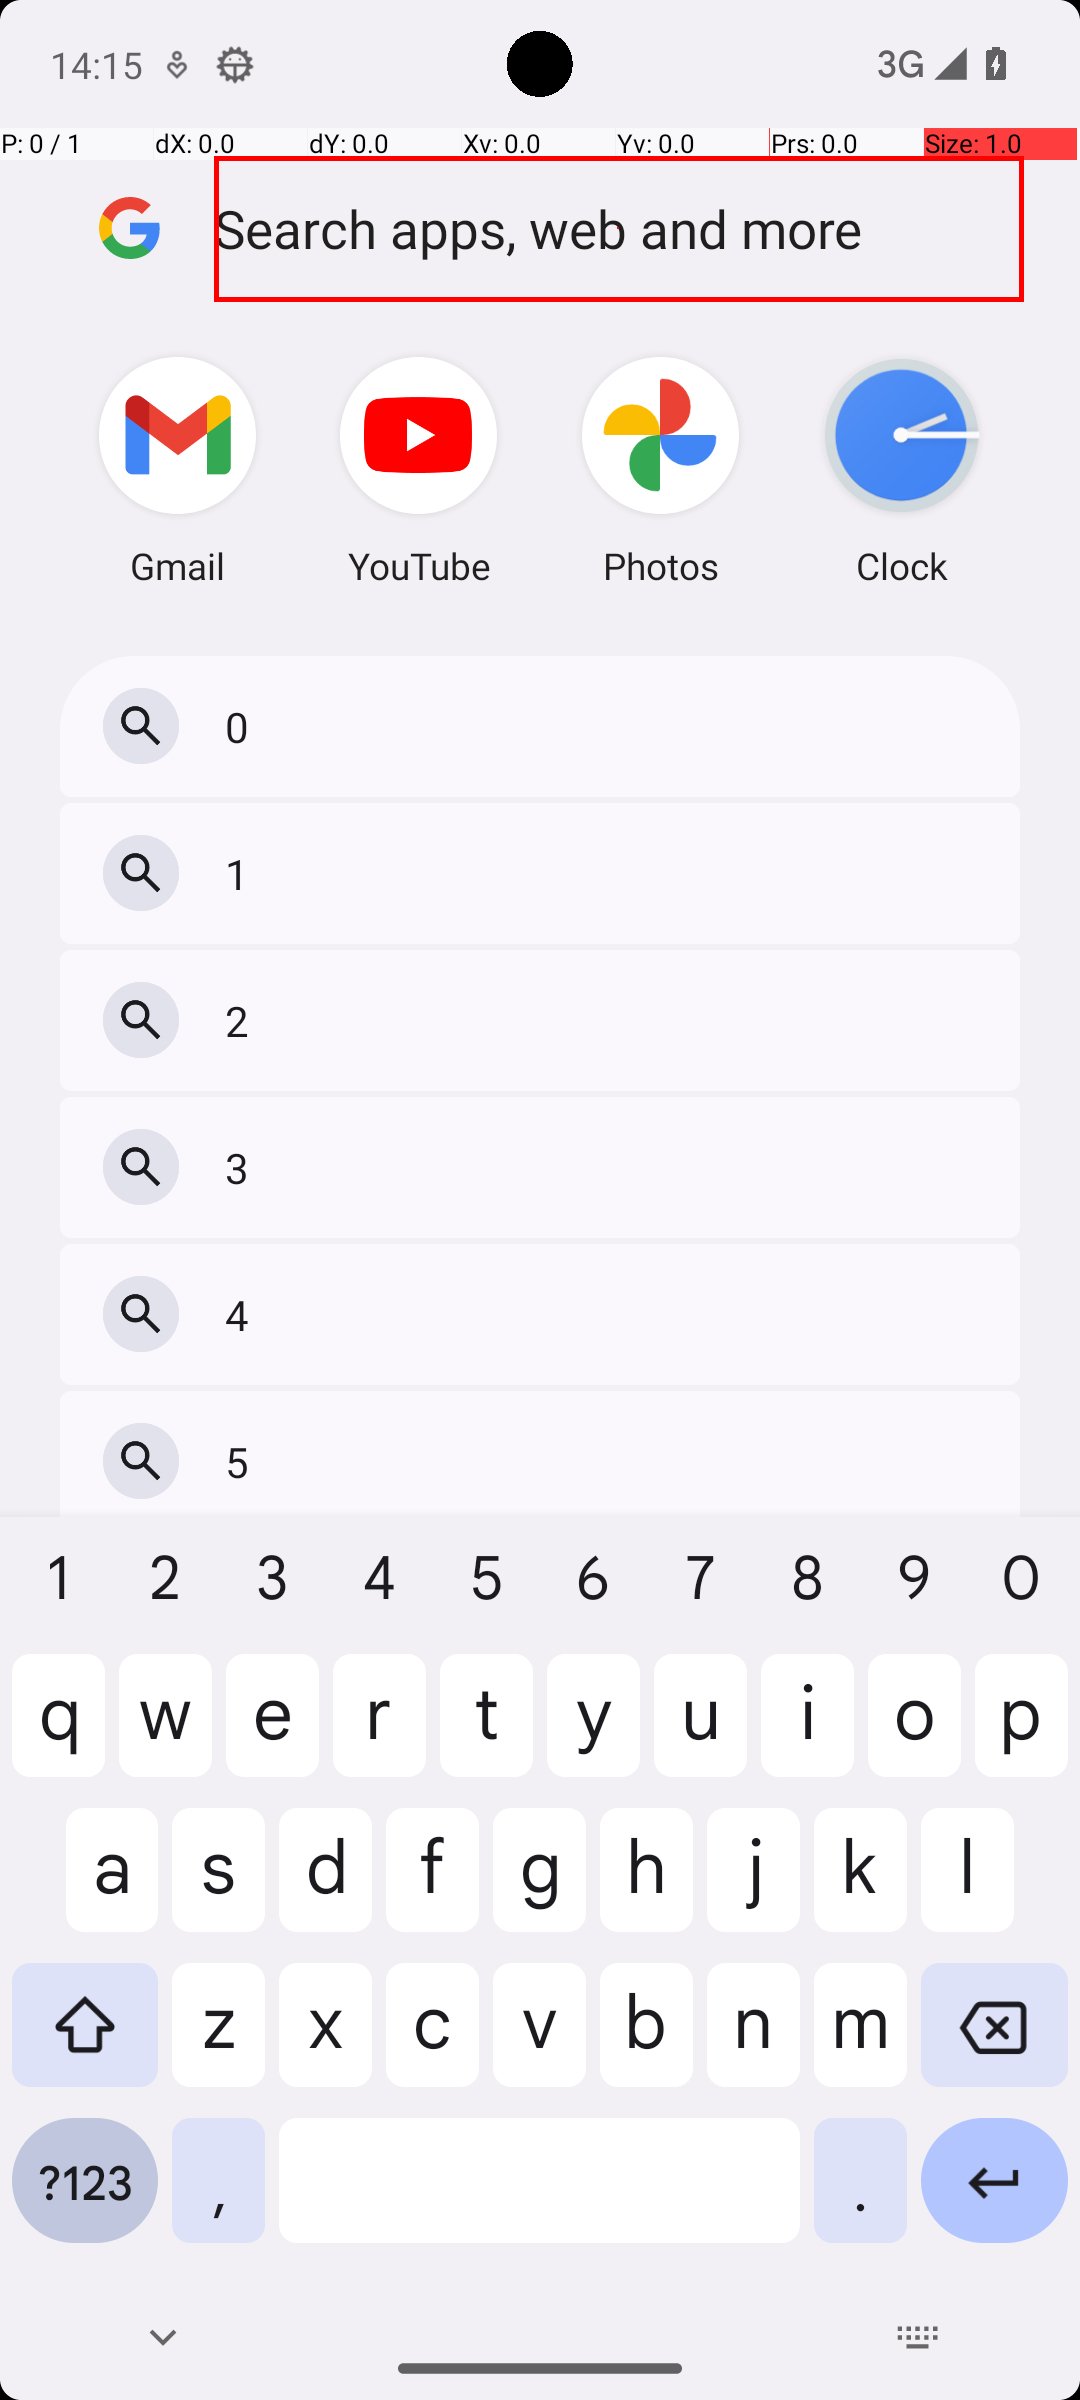 14:15
3G
P: 0 / 1 dX: 0.0 dY: 0.0 Xv: 0.0 Yv: 0.0 Prs: 0.0 Size: 1.0
Search apps, web and more
Gmail YouTube Photos Clock
0
1
2
3
4
5
1 2 3 4 5 6 7 8 9 0
q w e r t y u i o p
a s d f g h j k l
z x c v b n m
?123 , .